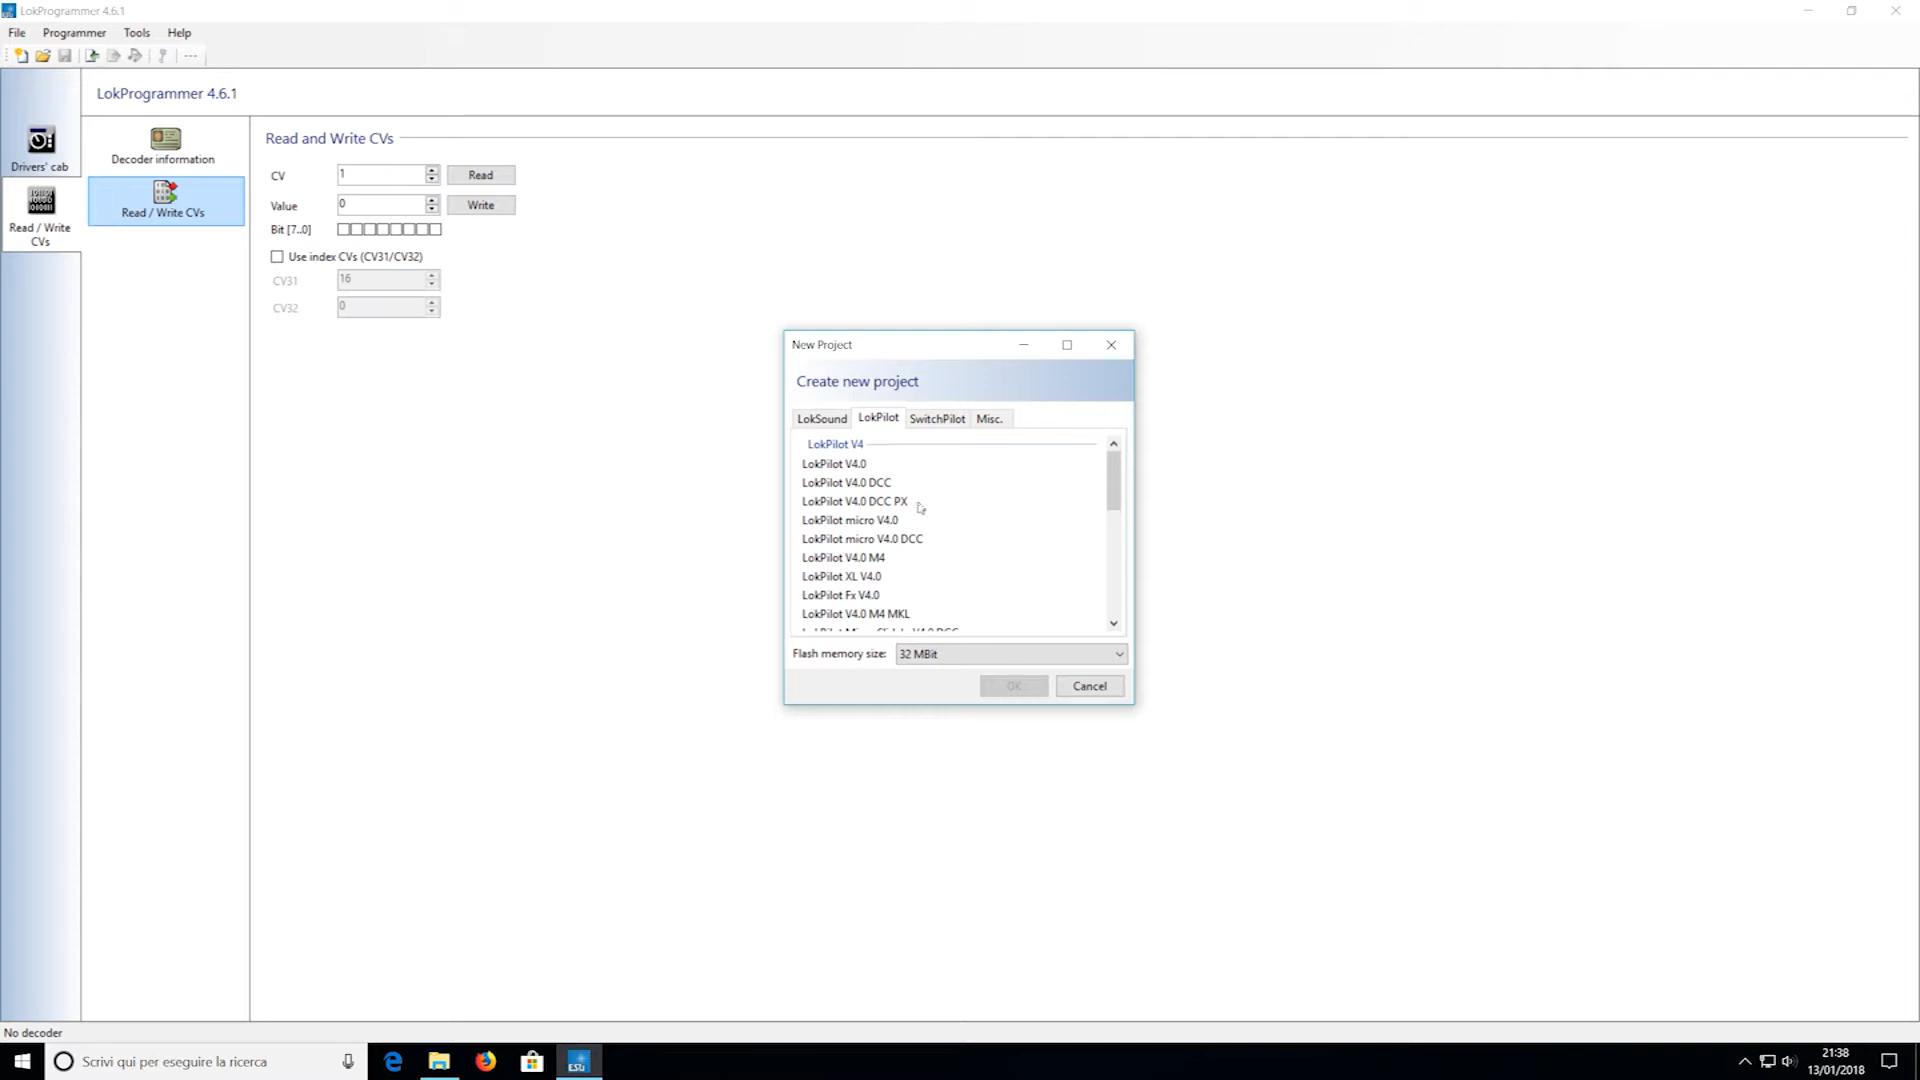 LokProgrammer 4.6.1
File Programmer Tools Help
LokProgrammer 4.6.1
Drivers' cab
Read / Write
CVs
Decoder information
Read / Write CVs
Read and Write CVs
CV 1 Read
Value 0 Write
Bit [7..0]
Use index CVs (CV31/CV32)
CV31 16
CV32 0
New Project
Create new project
LokSound LokPilot SwitchPilot Misc.
LokPilot V4
LokPilot V4.0
LokPilot V4.0 DCC
LokPilot V4.0 DCC PX
LokPilot micro V4.0
LokPilot micro V4.0 DCC
LokPilot V4.0 M4
LokPilot XL V4.0
LokPilot Fx V4.0
LokPilot V4.0 M4 MKL
Flash memory size: 32 MBit
OK Cancel
No decoder
Scrivi qui per eseguire la ricerca
ESU
21:38
13/01/2018